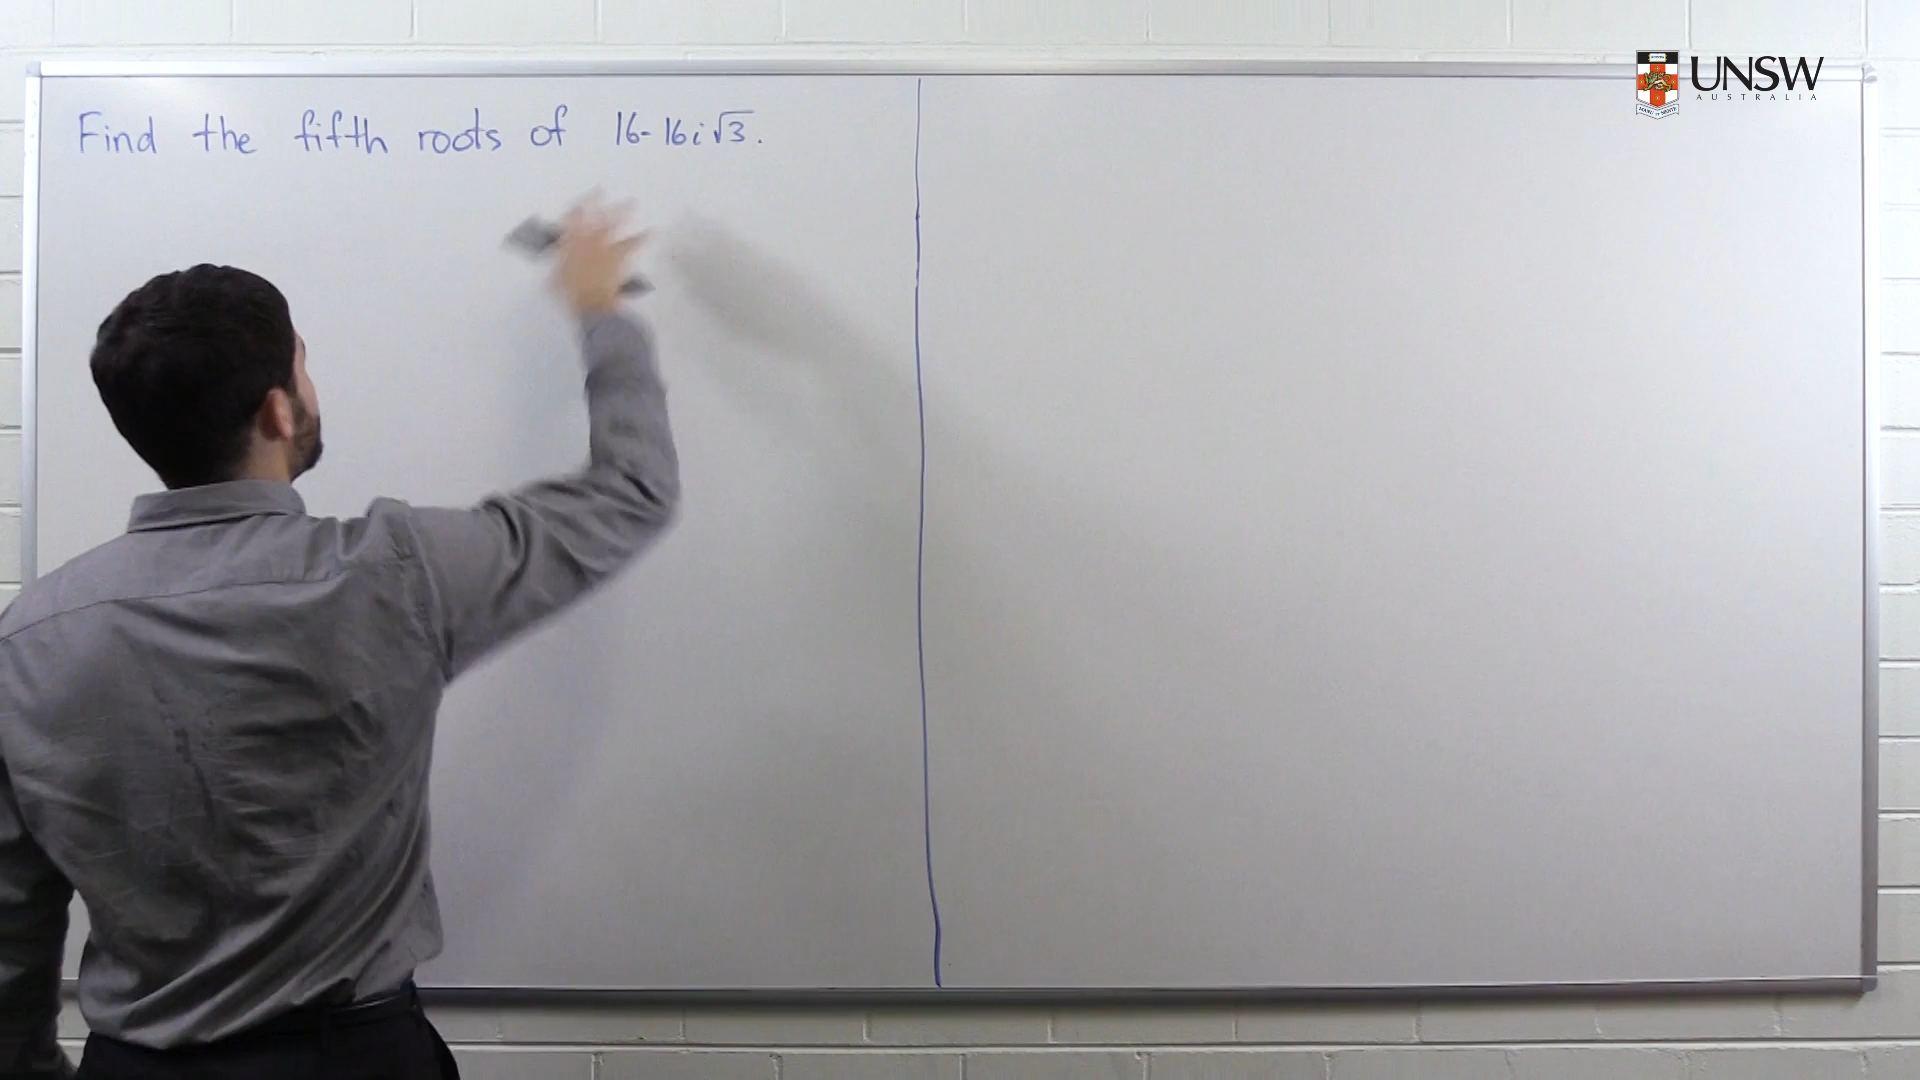 Find the fifth roots of 16-16i√3.
UNSW
AUSTRALIA